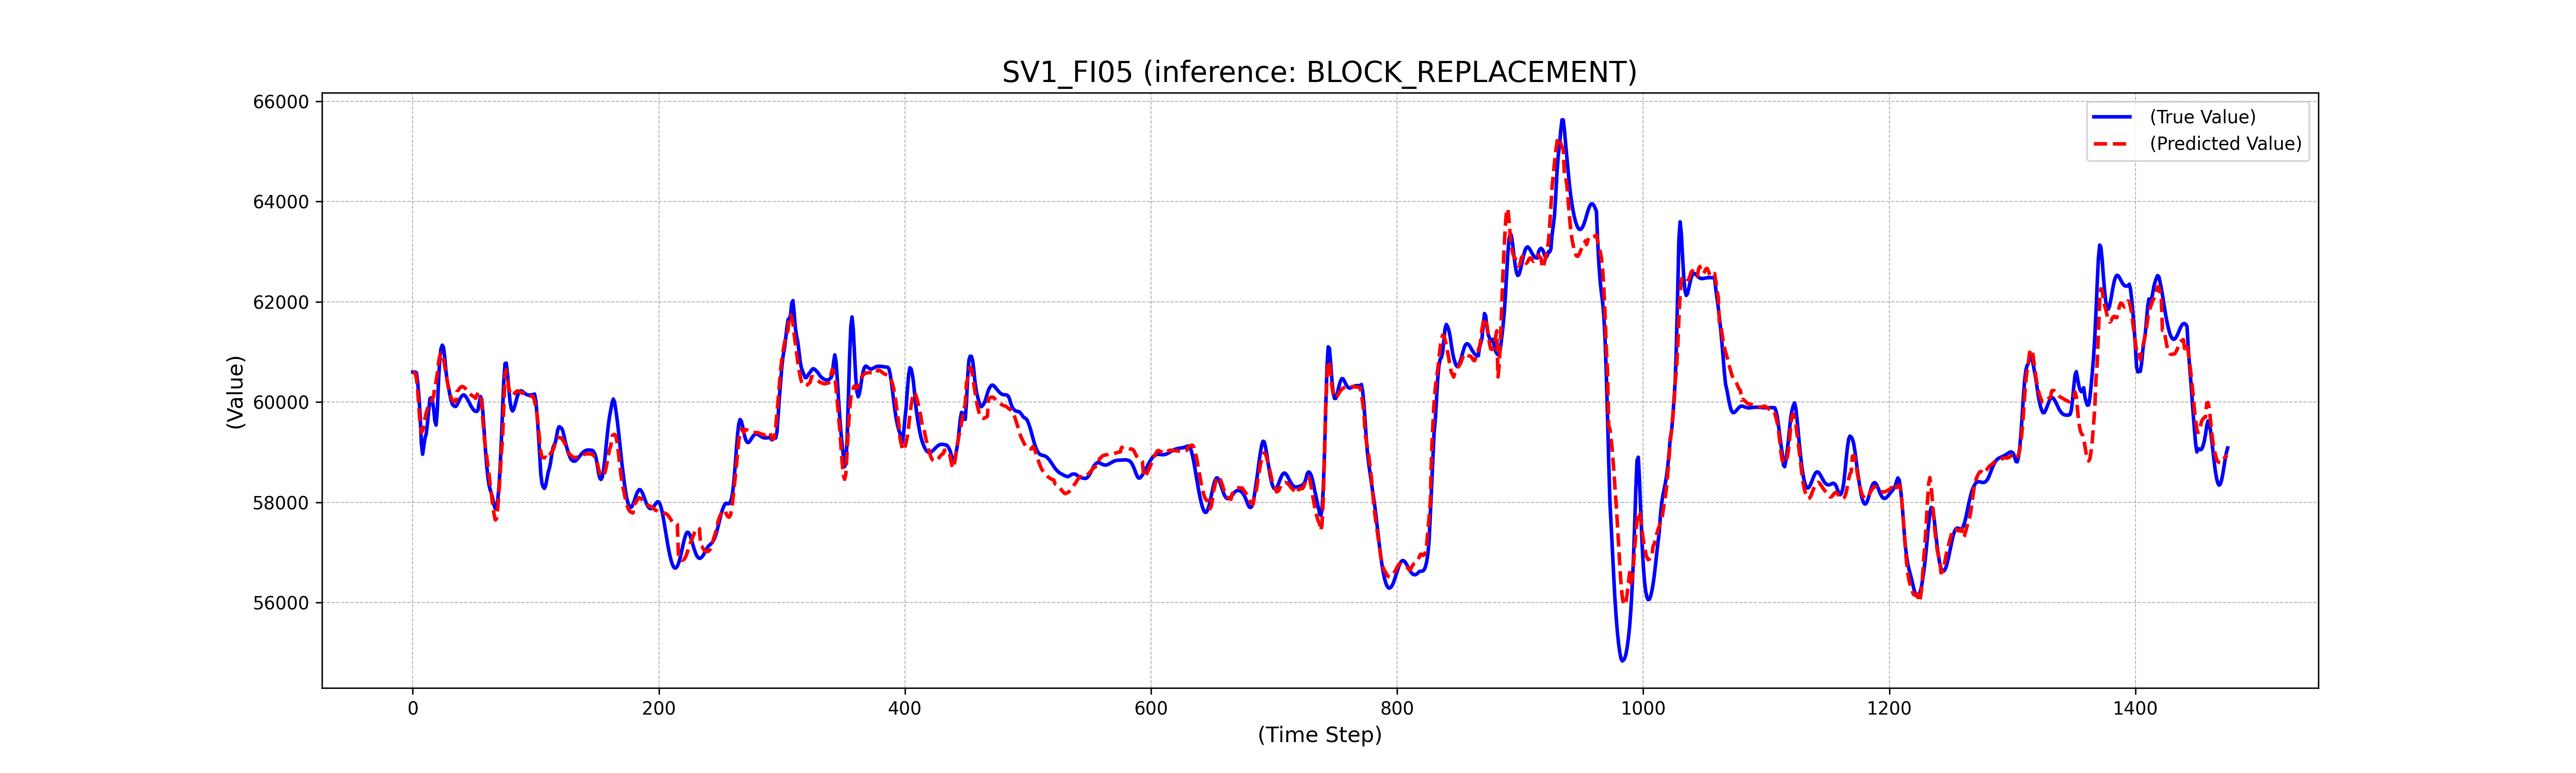 SV1_FI05 (inference: BLOCK_REPLACEMENT)
66000
64000
62000
60000
58000
56000
(Value)
(True Value)
(Predicted Value)
0 200 400 600 800 1000 1200 1400
(Time Step)